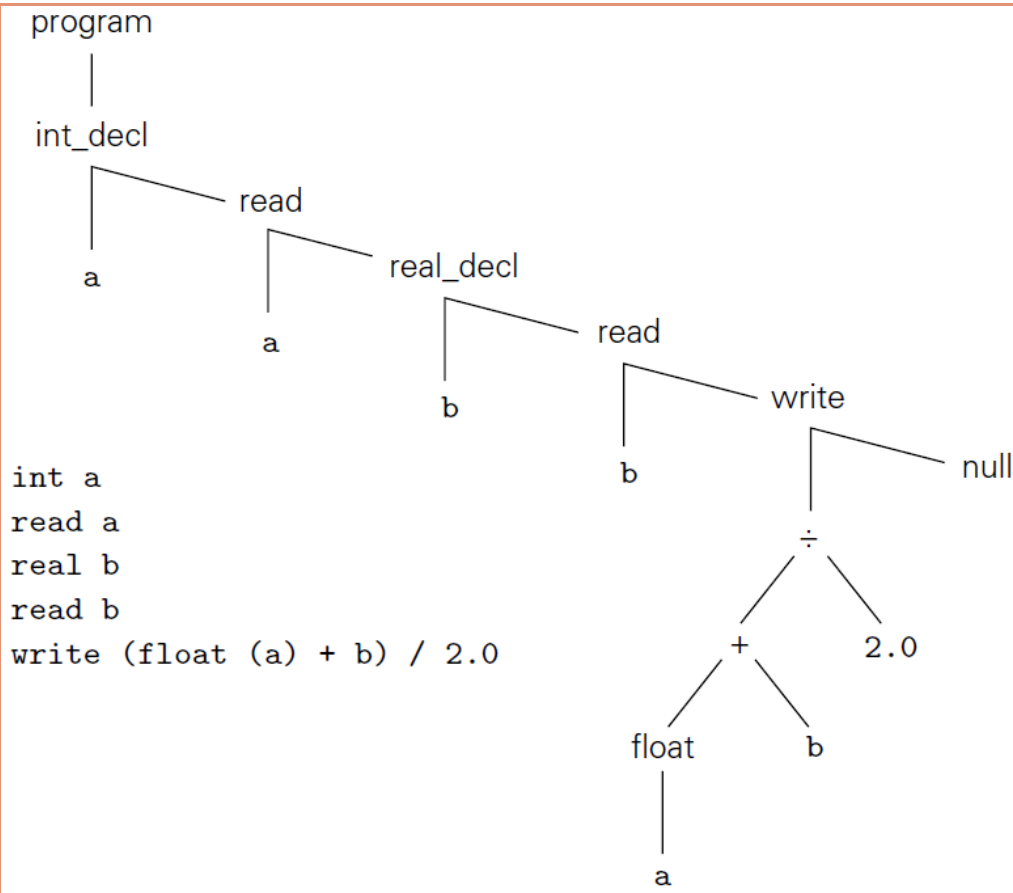 program
int_decl
read
a
real_decl
a
read
b
write
b
null
int a
read a
real b
read b
write (float (a) + b) / 2.0
÷
+
2.0
float
b
a